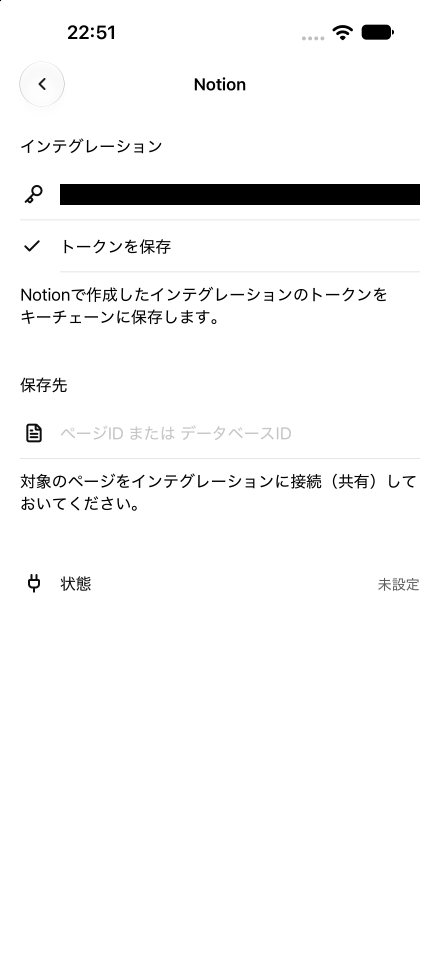 22:51
Notion
インテグレーション
トークンを保存
Notionで作成したインテグレーションのトークンを
キーチェーンに保存します。
保存先
ページID または データベースID
対象のページをインテグレーションに接続（共有）して
おいてください。
状態
未設定